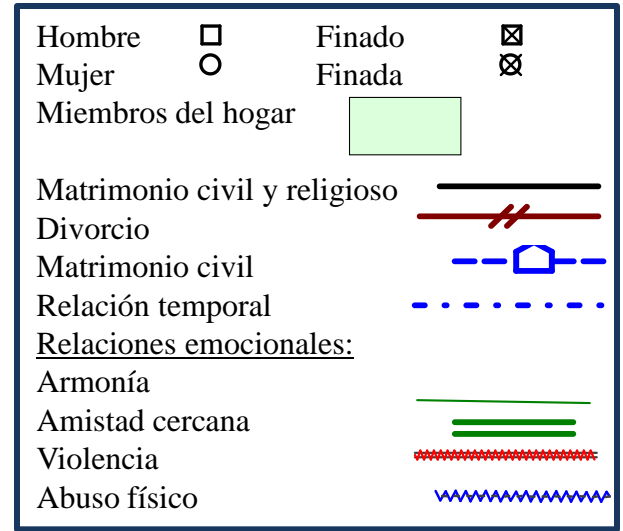 Hombre Finado
Mujer Finada
Miembros del hogar
Matrimonio civil y religioso
Divorcio
Matrimonio civil
Relación temporal
Relaciones emocionales:
Armonía
Amistad cercana
Violencia
Abuso físico